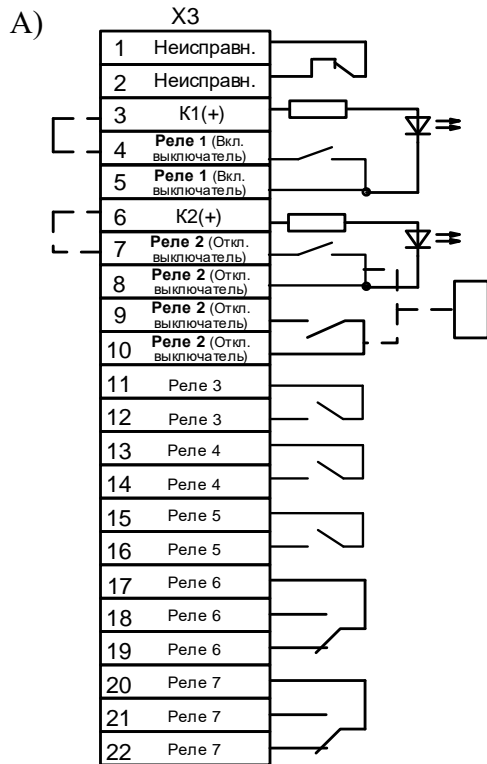 А)
X3
1 Неисправн.
2 Неисправн.
3 К1(+)
4 Реле 1 (Вкл.
выключатель)
5 Реле 1 (Вкл.
выключатель)
6 К2(+)
7 Реле 2 (Откл.
выключатель)
8 Реле 2 (Откл.
выключатель)
9 Реле 2 (Откл.
выключатель)
10 Реле 2 (Откл.
выключатель)
11 Реле 3
12 Реле 3
13 Реле 4
14 Реле 4
15 Реле 5
16 Реле 5
17 Реле 6
18 Реле 6
19 Реле 6
20 Реле 7
21 Реле 7
22 Реле 7